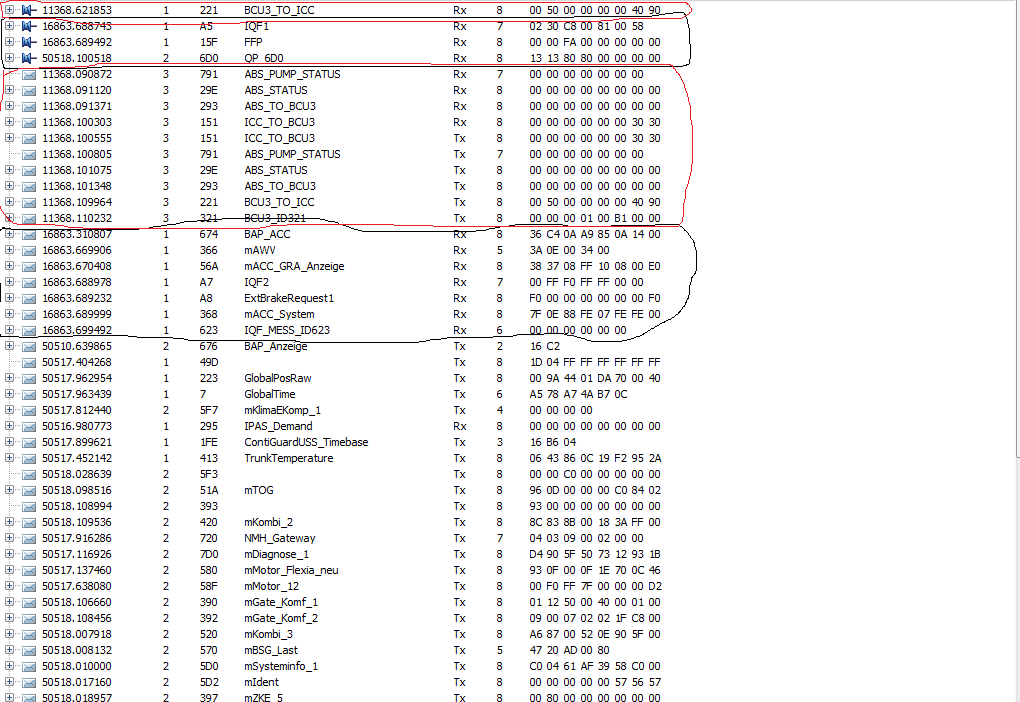 11368.621853 1 221 BCU3_TO_ICC Rx 8 00 50 00 00 00 00 40 90
16863.688743 1 A5 IQF1 Rx 7 02 30 C8 00 81 00 58
16863.689492 1 15F FFP Rx 8 00 00 FA 00 00 00 00 00
50518.100518 2 6D0 QP_6D0 Rx 8 13 13 80 80 00 00 00 00
11368.090872 3 791 ABS_PUMP_STATUS Rx 7 00 00 00 00 00 00 00
11368.091120 3 29E ABS_STATUS Rx 8 00 00 00 00 00 00 00 00
11368.091371 3 293 ABS_TO_BCU3 Rx 8 00 00 00 00 00 00 00 00
11368.100303 3 151 ICC_TO_BCU3 Rx 8 00 00 00 00 00 00 30 30
11368.100555 3 151 ICC_TO_BCU3 Tx 8 00 00 00 00 00 00 30 30
11368.100805 3 791 ABS_PUMP_STATUS Tx 7 00 00 00 00 00 00 00
11368.101075 3 29E ABS_STATUS Tx 8 00 00 00 00 00 00 00 00
11368.101348 3 293 ABS_TO_BCU3 Tx 8 00 00 00 00 00 00 00 00
11368.109964 3 221 BCU3_TO_ICC Tx 8 00 50 00 00 00 00 40 90
11368.110232 3 321 BCU3_ID321 Tx 8 00 00 00 01 00 B1 00 00
16863.310807 1 674 BAP_ACC Rx 8 36 C4 0A A9 85 0A 14 00
16863.669906 1 366 mAWV Rx 5 3A 0E 00 34 00
16863.670408 1 56A mACC_GRA_Anzeige Rx 8 38 37 08 FF 10 08 00 E0
16863.688978 1 A7 IQF2 Rx 7 00 FF F0 FF FF 00 00
16863.689232 1 A8 ExtBrakeRequest1 Rx 8 F0 00 00 00 00 00 00 F0
16863.689999 1 368 mACC_System Rx 8 7F 0E 88 FE 07 FE FE 00
16863.699492 1 623 IQF_MESS_ID623 Rx 6 00 00 00 00 00 00
50510.639865 2 676 BAP_Anzeige Tx 2 16 C2
50517.404268 1 49D Tx 8 1D 04 FF FF FF FF FF FF
50517.962954 1 223 GlobalPosRaw Tx 8 00 9A 44 01 DA 70 00 40
50517.963439 1 7 GlobalTime Tx 6 A5 78 A7 4A B7 0C
50517.812440 2 5F7 mKlimaEKomp_1 Tx 4 00 00 00 00
50516.980773 1 295 IPAS_Demand Rx 8 00 00 00 00 00 00 00 00
50517.899621 1 1FE ContiGuardUSS_Timebase Tx 3 16 B6 04
50517.452142 1 413 TrunkTemperature Tx 8 06 43 86 0C 19 F2 95 2A
50518.028639 2 5F3 Tx 8 00 00 C0 00 00 00 00 00
50518.098516 2 51A mTOG Tx 8 96 0D 00 00 00 C0 84 02
50518.108994 2 393 Tx 8 93 00 00 00 00 00 00 00
50518.109536 2 420 mKombi_2 Tx 8 8C 83 8B 00 18 3A FF 00
50517.916286 2 720 NMH_Gateway Tx 7 04 03 09 00 02 00 00
50517.116926 2 7D0 mDiagnose_1 Tx 8 D4 90 5F 50 73 12 93 1B
50517.137460 2 580 mMotor_Flexia_neu Tx 8 93 0F 00 0F 1E 70 0C 46
50517.638080 2 58F mMotor_12 Tx 8 00 F0 FF 7F 00 00 00 D2
50518.106660 2 390 mGate_Komf_1 Tx 8 01 12 50 00 40 00 01 00
50518.108456 2 392 mGate_Komf_2 Tx 8 09 00 07 02 02 1F C8 00
50518.007918 2 520 mKombi_3 Tx 8 A6 87 00 52 0E 90 5F 00
50518.008132 2 570 mBSG_Last Tx 5 47 20 AD 00 80
50518.010000 2 5D0 mSysteminfo_1 Tx 8 C0 04 61 AF 39 58 C0 00
50518.017160 2 5D2 mIdent Tx 8 00 00 00 00 00 57 56 57
50518.018957 2 397 mZKE_5 Tx 8 00 80 00 00 00 00 00 00